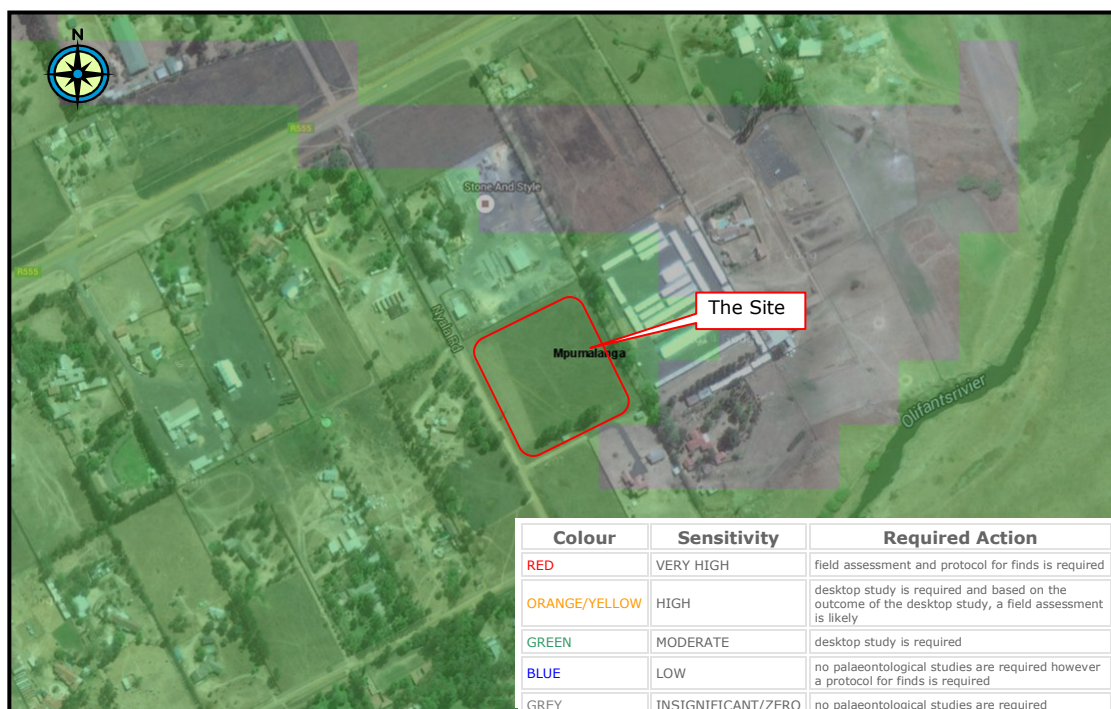 N
R555
Stone And Style
R555
Nyala Rd
The Site
Mpumalanga
Olifantsrivier
Colour Sensitivity Required Action
RED VERY HIGH field assessment and protocol for finds is required
ORANGE/YELLOW HIGH desktop study is required and based on the
outcome of the desktop study, a field assessment
is likely
GREEN MODERATE desktop study is required
BLUE LOW no palaeontological studies are required however
a protocol for finds is required
GREY INSIGNIFICANT/ZERO no palaeontological studies are required